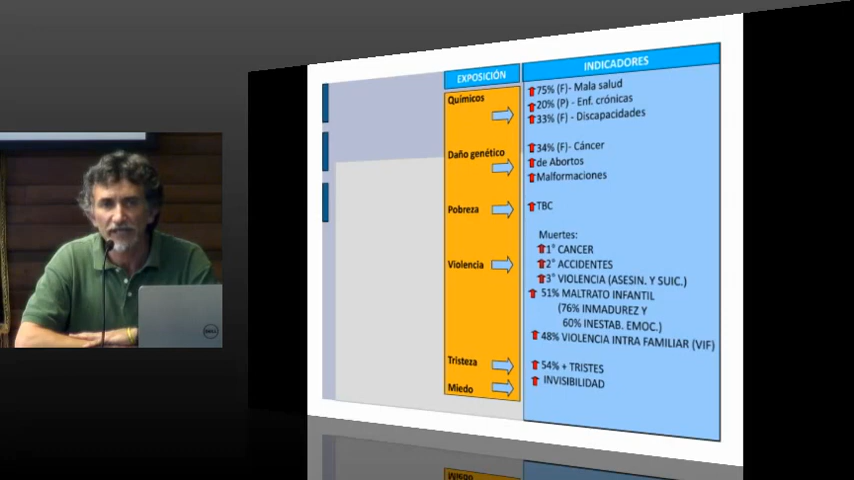 EXPOSICIÓN
INDICADORES
Químicos
75% (F)- Mala salud
20% (P) - Enf. crónicas
33% (F) - Discapacidades
Daño genético
34% (F)- Cáncer
de Abortos
Malformaciones
Pobreza
TBC
Violencia
Muertes:
1° CANCER
2° ACCIDENTES
3° VIOLENCIA (ASESIN. Y SUIC.)
51% MALTRATO INFANTIL
(76% INMADUREZ Y
60% INESTAB. EMOC.)
48% VIOLENCIA INTRA FAMILIAR (VIF)
Tristeza
54% + TRISTES
Miedo
INVISIBILIDAD
DELL